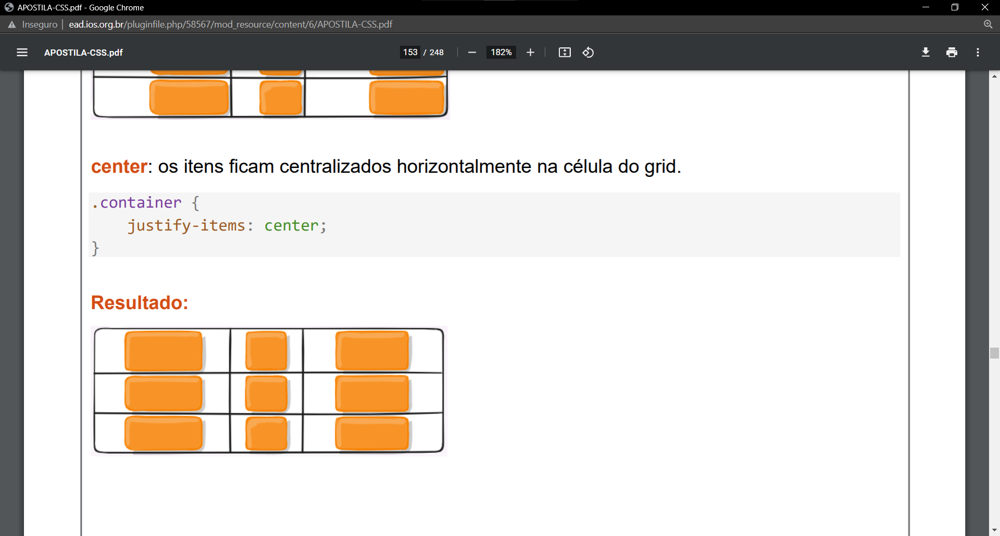 APOSTILA-CSS.pdf - Google Chrome
Inseguro | ead.ios.org.br/pluginfile.php/58567/mod_resource/content/6/APOSTILA-CSS.pdf
APOSTILA-CSS.pdf 153 / 248 182%
center: os itens ficam centralizados horizontalmente na célula do grid.
.container {
    justify-items: center;
}
Resultado: